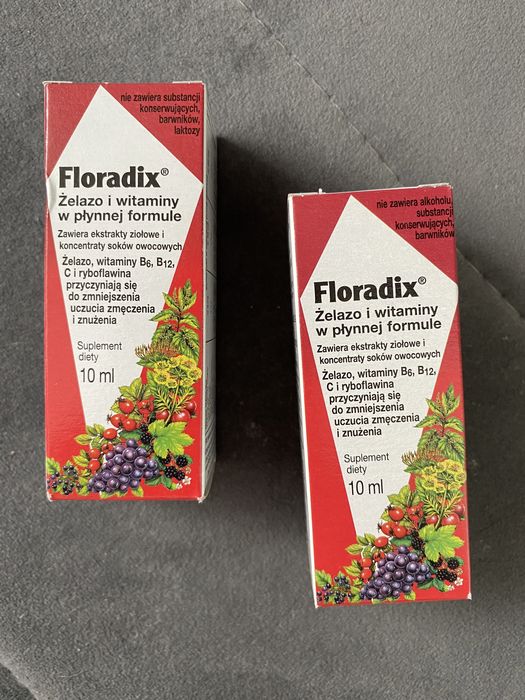 nie zawiera substancji
konserwujących,
barwników,
laktozy
Floradix®
Żelazo i witaminy
w płynnej formule
Zawiera ekstrakty ziołowe i
koncentraty soków owocowych
Żelazo, witaminy B6, B12,
C i ryboflawina
przyczyniają się
do zmniejszenia
uczucia zmęczenia
i znużenia
Suplement
diety
10 ml
nie zawiera alkoholu,
substancji
konserwujących,
barwników
Floradix®
Żelazo i witaminy
w płynnej formule
Zawiera ekstrakty ziołowe i
koncentraty soków owocowych
Żelazo, witaminy B6, B12,
C i ryboflawina
przyczyniają się
do zmniejszenia
uczucia zmęczenia
i znużenia
Suplement
diety
10 ml